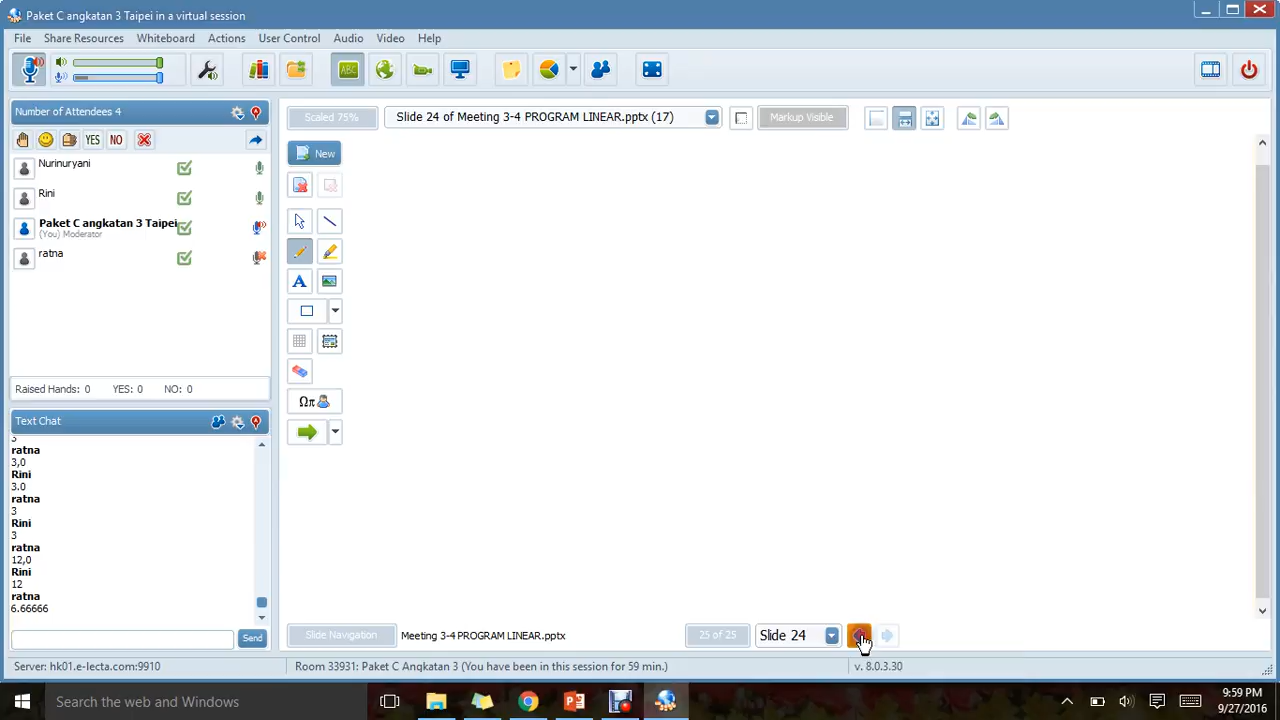 Paket C angkatan 3 Taipei in a virtual session
File Share Resources Whiteboard Actions User Control Audio Video Help
ABC
Number of Attendees 4
YES NO
Nurinuryani
Rini
Paket C angkatan 3 Taipei
(You) Moderator
ratna
Raised Hands: 0 YES: 0 NO: 0
Text Chat
3
ratna
3,0
Rini
3.0
ratna
3
Rini
3
ratna
12,0
Rini
12
ratna
6.66666
Send
Scaled 75% Slide 24 of Meeting 3-4 PROGRAM LINEAR.pptx (17) Markup Visible
New
A
Ωπ
Slide Navigation Meeting 3-4 PROGRAM LINEAR.pptx 25 of 25 Slide 24
Server: hk01.e-lecta.com:9910 Room 33931: Paket C Angkatan 3 (You have been in this session for 59 min.) v. 8.0.3.30
Search the web and Windows
9:59 PM
9/27/2016